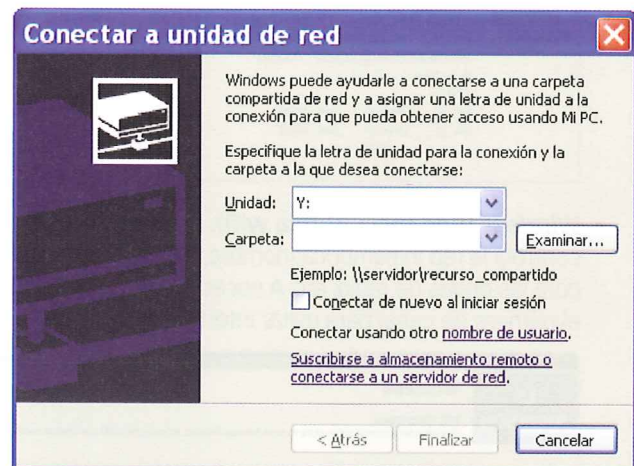 Conectar a unidad de red
Windows puede ayudarle a conectarse a una carpeta
compartida de red y a asignar una letra de unidad a la
conexión para que pueda obtener acceso usando Mi PC.
Especifique la letra de unidad para la conexión y la
carpeta a la que desea conectarse:
Unidad: Y:
Carpeta: Examinar...
Ejemplo: \\servidor\recurso_compartido
Conectar de nuevo al iniciar sesión
Conectar usando otro nombre de usuario.
Suscribirse a almacenamiento remoto o
conectarse a un servidor de red.
< Atrás Finalizar Cancelar